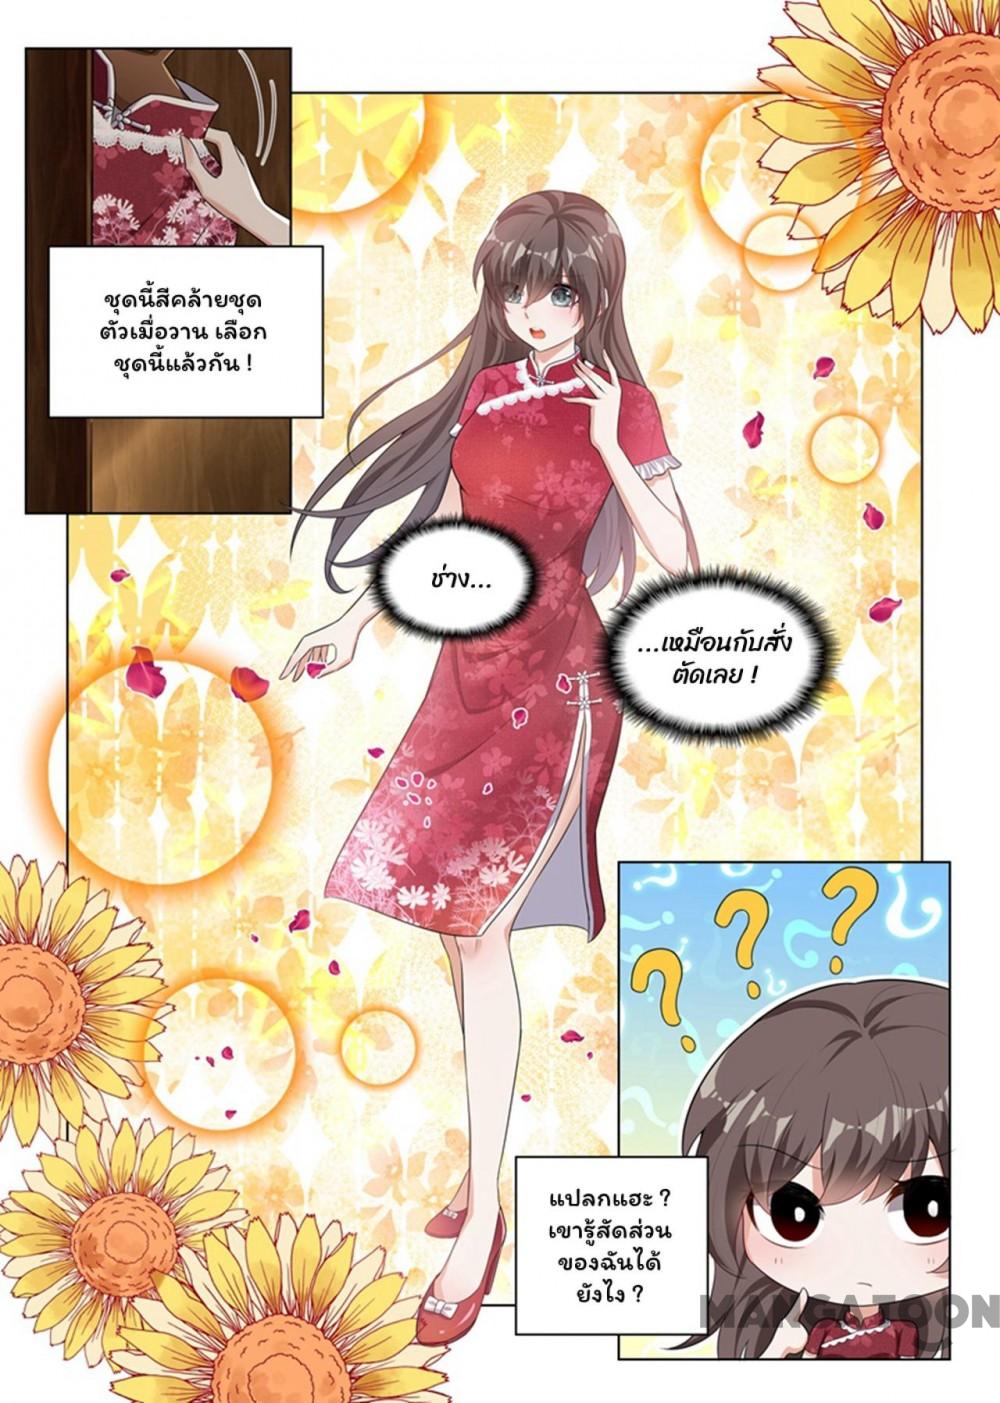 ชุดนี้สีคล้ายชุด
ตัวเมื่อวาน เลือก
ชุดนี้แล้วกัน !
ช่าง...
...เหมือนกับสั่ง
ตัดเลย !
? ? ?
แปลกแฮะ ?
เขารู้สัดส่วน
ของฉันได้
ยังไง ?
MANGATOON